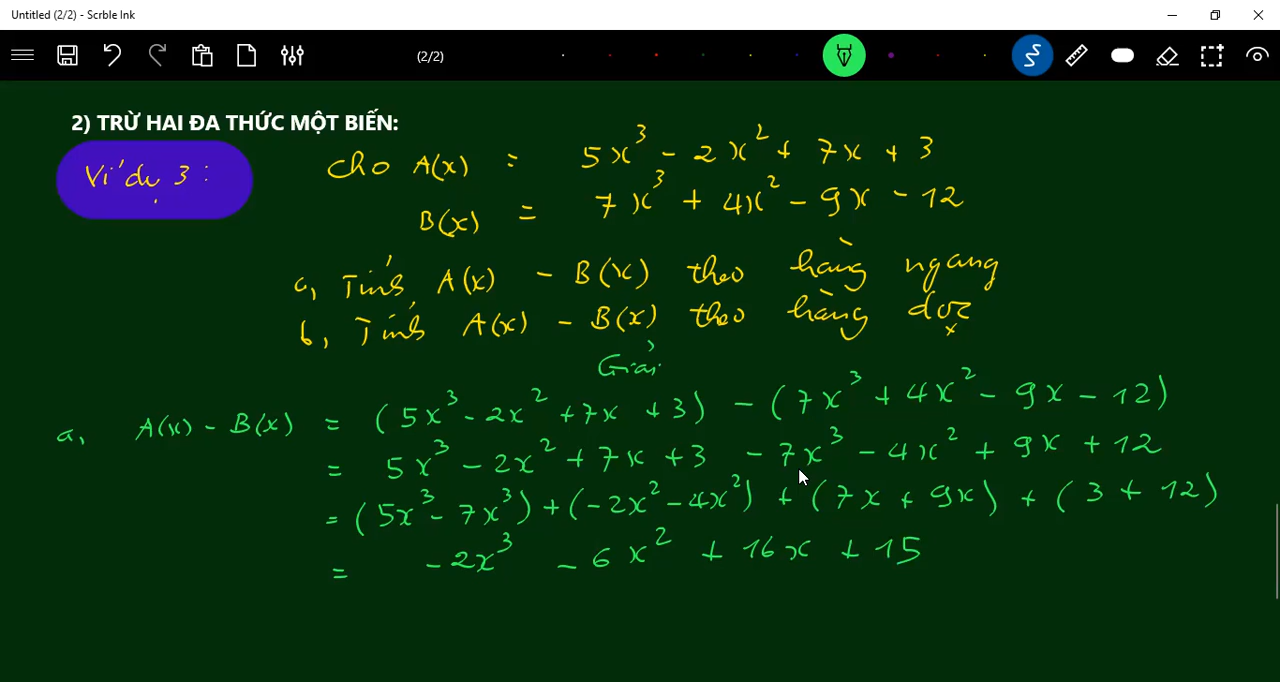 Untitled (2/2) - Scrble Ink
(2/2)
2) TRỪ HAI ĐA THỨC MỘT BIẾN:
Ví dụ 3 :
Cho A(x) = 5x³ - 2x² + 7x + 3
B(x) = 7x³ + 4x² - 9x - 12
a, Tính A(x) - B(x) theo hàng ngang
b, Tính A(x) - B(x) theo hàng dọc
Giải
a, A(x) - B(x) = (5x³ - 2x² + 7x + 3) - (7x³ + 4x² - 9x - 12)
= 5x³ - 2x² + 7x + 3 - 7x³ - 4x² + 9x + 12
= (5x³ - 7x³) + (-2x² - 4x²) + (7x + 9x) + (3 + 12)
= -2x³ - 6x² + 16x + 15